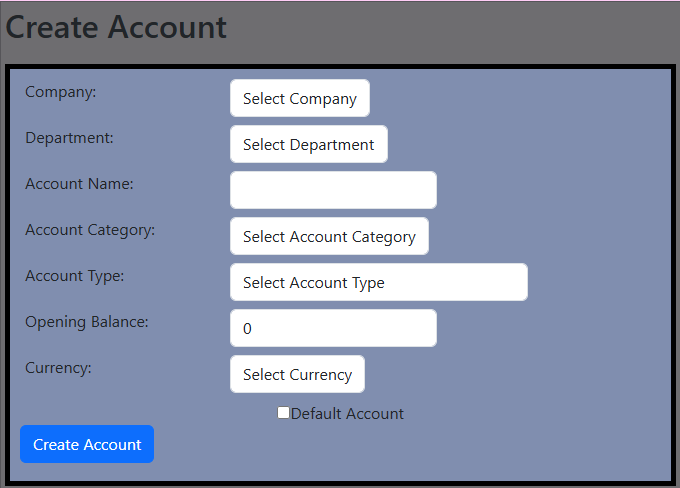 Create Account
Company: Select Company
Department: Select Department
Account Name:
Account Category: Select Account Category
Account Type: Select Account Type
Opening Balance: 0
Currency: Select Currency
Default Account
Create Account